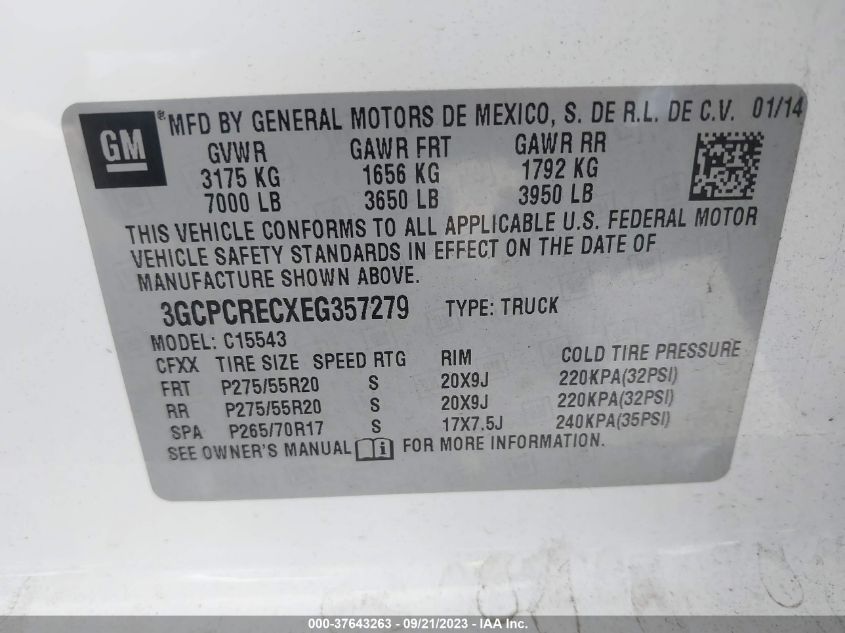 GM
® MFD BY GENERAL MOTORS DE MEXICO, S. DE R.L. DE C.V. 01/14
GVWR GAWR FRT GAWR RR
3175 KG 1656 KG 1792 KG
7000 LB 3650 LB 3950 LB
THIS VEHICLE CONFORMS TO ALL APPLICABLE U.S. FEDERAL MOTOR
VEHICLE SAFETY STANDARDS IN EFFECT ON THE DATE OF
MANUFACTURE SHOWN ABOVE.
3GCPCRECXEG357279 TYPE: TRUCK
MODEL: C15543
CFXX TIRE SIZE SPEED RTG RIM COLD TIRE PRESSURE
FRT P275/55R20 S 20X9J 220KPA(32PSI)
RR P275/55R20 S 20X9J 220KPA(32PSI)
SPA P265/70R17 S 17X7.5J 240KPA(35PSI)
SEE OWNER'S MANUAL i FOR MORE INFORMATION.
000-37643263 - 09/21/2023 - IAA Inc.